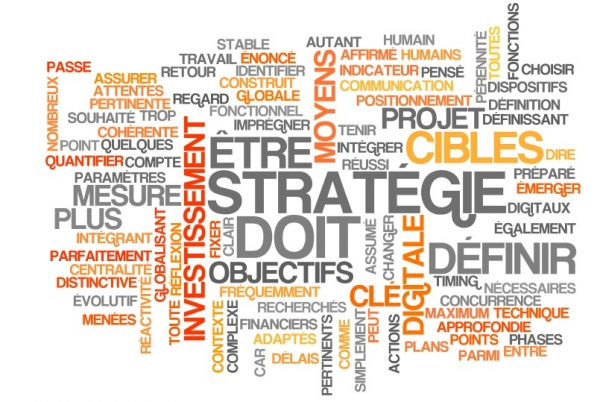 STABLE
AUTANT
HUMAIN
PÉRENNITÉ
TOUTES
FONCTIONS
TRAVAIL
ÉNONCÉ
AFFIRMÉ
HUMAINS
PASSE
RETOUR
IDENTIFIER
MOYENS
INDICATEUR
PENSÉ
CHOISIR
NOMBREUX
ASSURER
CONSTRUIT
COMMUNICATION
DISPOSITIFS
ATTENTES
REGARD
GLOBALE
POSITIONNEMENT
DÉFINITION
PERTINENTE
FONCTIONNEL
PROJET
DÉFINISSANT
SOUHAITÉ
TROP
IMPRÉGNER
COHÉRENTE
TENIR
POINT
QUELQUES
INVESTISSEMENT
ÊTRE
INTÉGRER
CIBLES
DIRE
QUANTIFIER
COMPTE
RÉUSSI
PARAMÈTRES
STRATÉGIE
PRÉPARÉ
MESURE
ÉMERGER
PLUS
GLOBALISANT
RÉFLEXION
FIXER
CLAIR
DOIT
ASSUMÉ
CHANGER
DIGITALE
DIGITAUX
INTÉGRANT
ÉGALEMENT
PARFAITEMENT
DÉFINIR
CENTRALITÉ
OBJECTIFS
DISTINCTIVE
RÉACTIVITÉ
TOUTE
FRÉQUEMMENT
CLÉ
TIMING
NÉCESSAIRES
ÉVOLUTIF
CONTEXTE
COMPLEXE
RECHERCHÉS
CONCURRENCE
MENÉES
FINANCIERS
PERTINENTS
COMME
SIMPLEMENT
PEUT
ACTIONS
MAXIMUM
TECHNIQUE
ADAPTÉS
APPROFONDIE
CAR
DÉLAIS
PLANS
POINTS
PHASES
PARMI
ENTRE